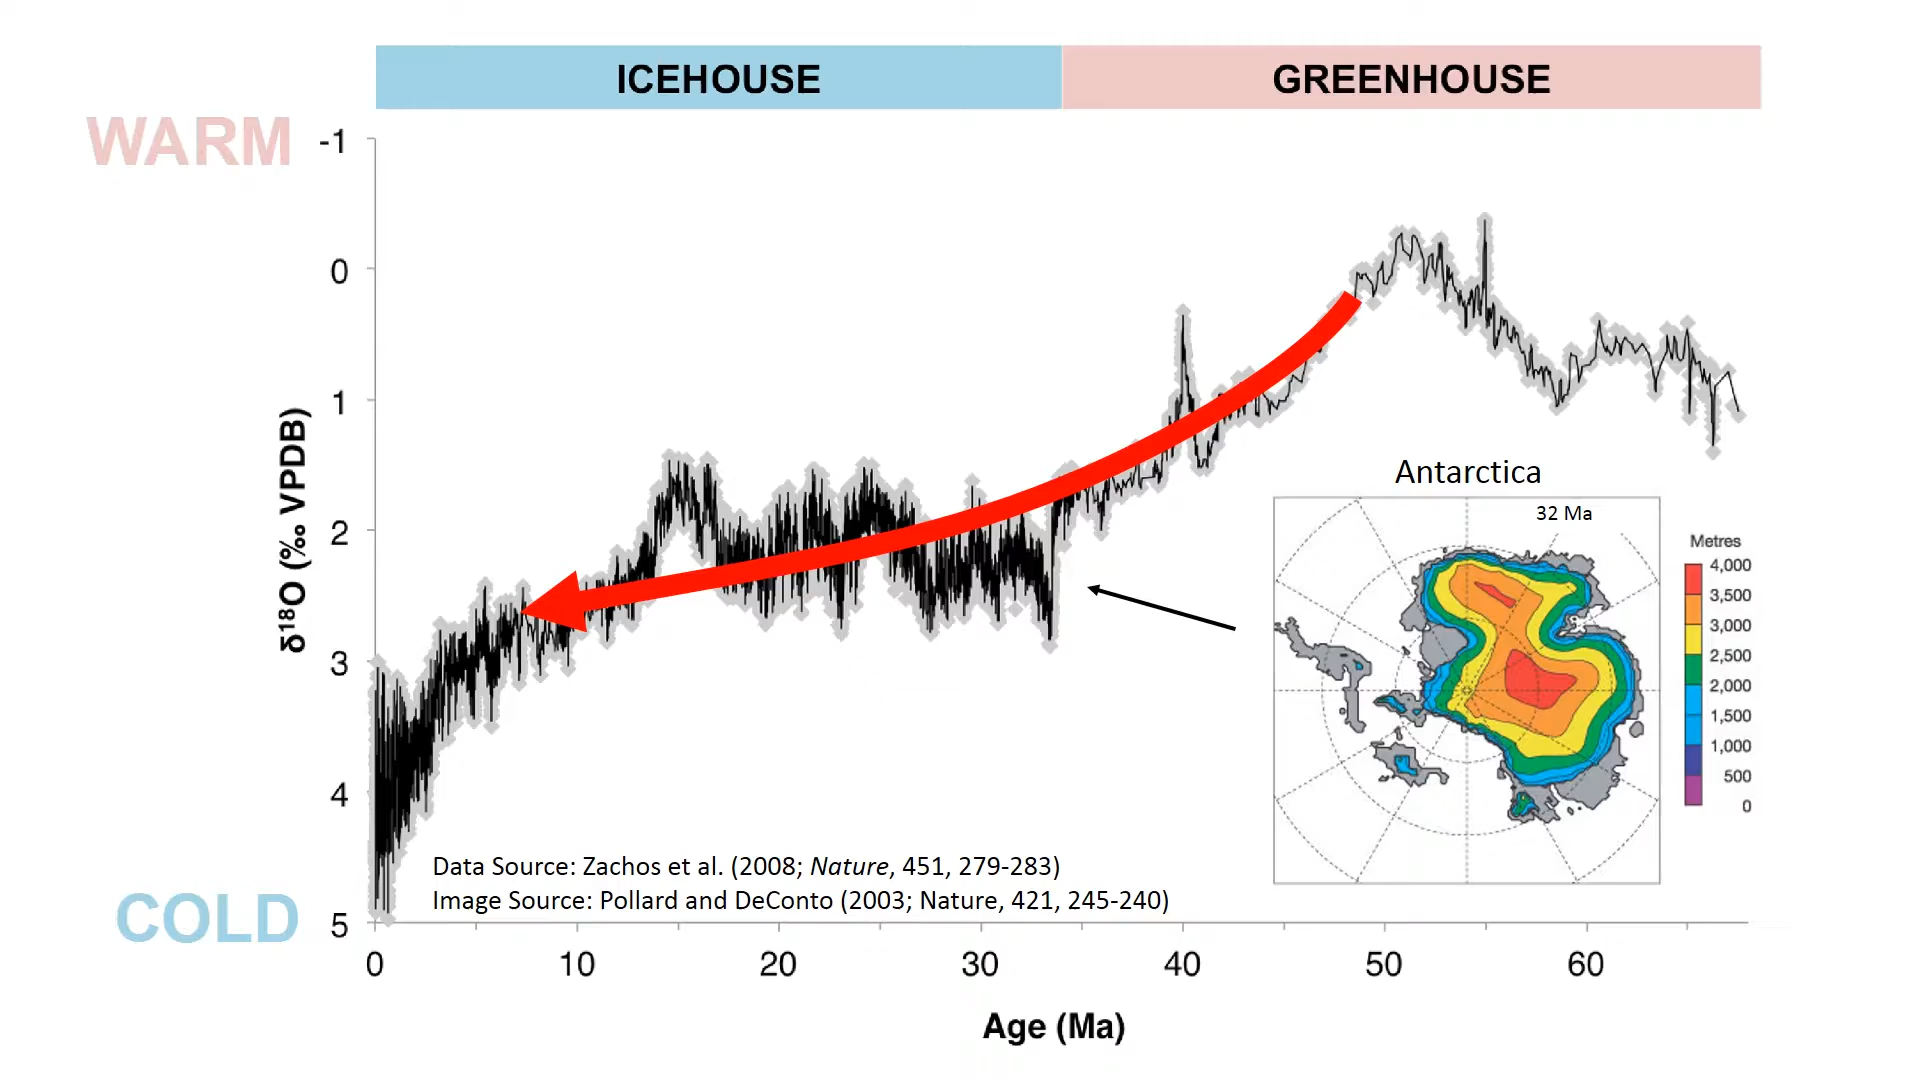 ICEHOUSE
GREENHOUSE
WARM
-1
0
1
2
3
4
5
δ¹⁸O (‰ VPDB)
COLD
Antarctica
32 Ma
Metres
4,000
3,500
3,000
2,500
2,000
1,500
1,000
500
0
Data Source: Zachos et al. (2008; Nature, 451, 279-283)
Image Source: Pollard and DeConto (2003; Nature, 421, 245-240)
0 10 20 30 40 50 60
Age (Ma)